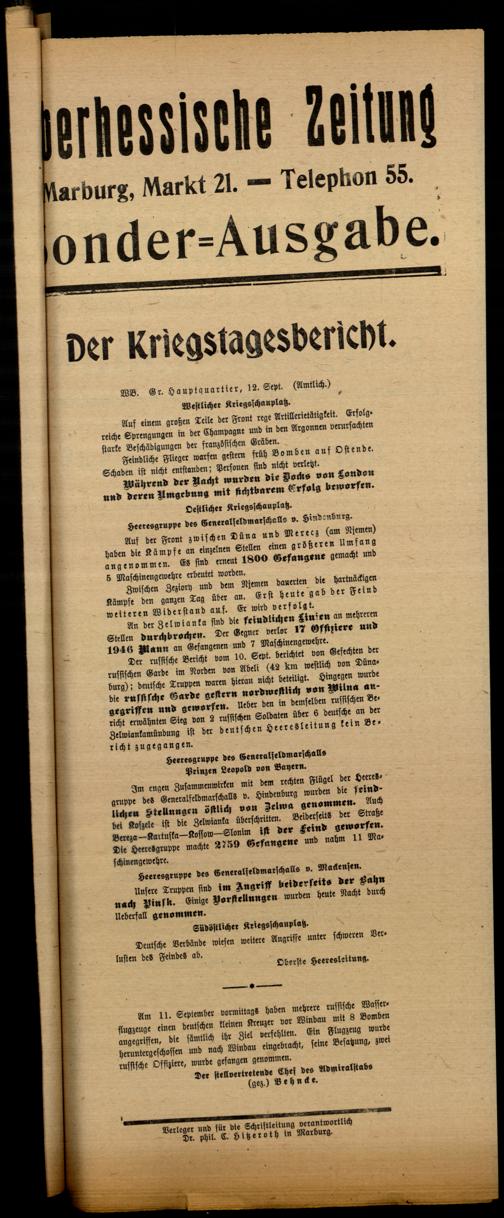 berhessische Zeitung
Marburg, Markt 21. — Telephon 55.
onder=Ausgabe.
Der Kriegstagesbericht.
WB. Gr. Hauptquartier, 12. Sept. (Amtlich.)
Westlicher Kriegsschauplatz.
Auf einem großen Teile der Front rege Artillerietätigkeit. Erfolg-
reiche Sprengungen in der Champagne und in den Argonnen verursachten
starke Beschädigungen der französischen Gräben.
Feindliche Flieger warfen gestern früh Bomben auf Ostende.
Schaden ist nicht entstanden; Personen sind nicht verletzt.
Während der Nacht wurden die Docks von London
und deren Umgebung mit sichtbarem Erfolg beworfen.
Oestlicher Kriegsschauplatz.
Heeresgruppe des Generalfeldmarschalls v. Hindenburg.
Auf der Front zwischen Düna und Merecz (am Njemen)
haben die Kämpfe an einzelnen Stellen einen größeren Umfang
angenommen. Es sind erneut 1800 Gefangene gemacht und
5 Maschinengewehre erbeutet worden.
Zwischen Jeziory und dem Njemen dauerten die hartnäckigen
Kämpfe den ganzen Tag über an. Erst heute gab der Feind
weiteren Widerstand auf. Er wird verfolgt.
An der Zelwianka sind die feindlichen Linien an mehreren
Stellen durchbrochen. Der Gegner verlor 17 Offiziere und
1946 Mann an Gefangenen und 7 Maschinengewehre.
Der russische Bericht vom 10. Sept. berichtet von Gefechten der
russischen Garde im Norden von Abeli (42 km westlich von Düna-
burg); deutsche Truppen waren hieran nicht beteiligt. Hingegen wurde
die russische Garde gestern nordwestlich von Wilna an-
gegriffen und geworfen. Ueber den in demselben russischen Be-
richt erwähnten Sieg von 2 russischen Soldaten über 6 deutsche an der
Zelwiankamündung ist der deutschen Heeresleitung kein Be-
richt zugegangen.
Heeresgruppe des Generalfeldmarschalls
Prinzen Leopold von Bayern.
Im engen Zusammenwirken mit dem rechten Flügel der Heeres-
gruppe des Generalfeldmarschalls v. Hindenburg wurden die feind-
lichen Stellungen östlich von Zelwa genommen. Auch
bei Koszele ist die Zelwianka überschritten. Beiderseits der Straße
Bereza—Kartuska—Kossow—Slonim ist der Feind geworfen.
Die Heeresgruppe machte 2759 Gefangene und nahm 11 Ma-
schinengewehre.
Heeresgruppe des Generalfeldmarschalls v. Mackensen.
Unsere Truppen sind im Angriff beiderseits der Bahn
nach Pinsk. Einige Vorstellungen wurden heute Nacht durch
Ueberfall genommen.
Südöstlicher Kriegsschauplatz.
Deutsche Verbände wiesen weitere Angriffe unter schweren Ver-
lusten des Feindes ab.
Oberste Heeresleitung.
Am 11. September vormittags haben mehrere russische Wasser-
flugzeuge einen deutschen kleinen Kreuzer vor Windau mit 8 Bomben
angegriffen, die sämtlich ihr Ziel verfehlten. Ein Flugzeug wurde
heruntergeschossen und nach Windau eingebracht, seine Besatzung, zwei
russische Offiziere, wurde gefangen genommen.
Der stellvertretende Chef des Admiralstabs
(gez.) Behncke.
Verleger und für die Schriftleitung verantwortlich
Dr. phil. C. Hitzeroth in Marburg.